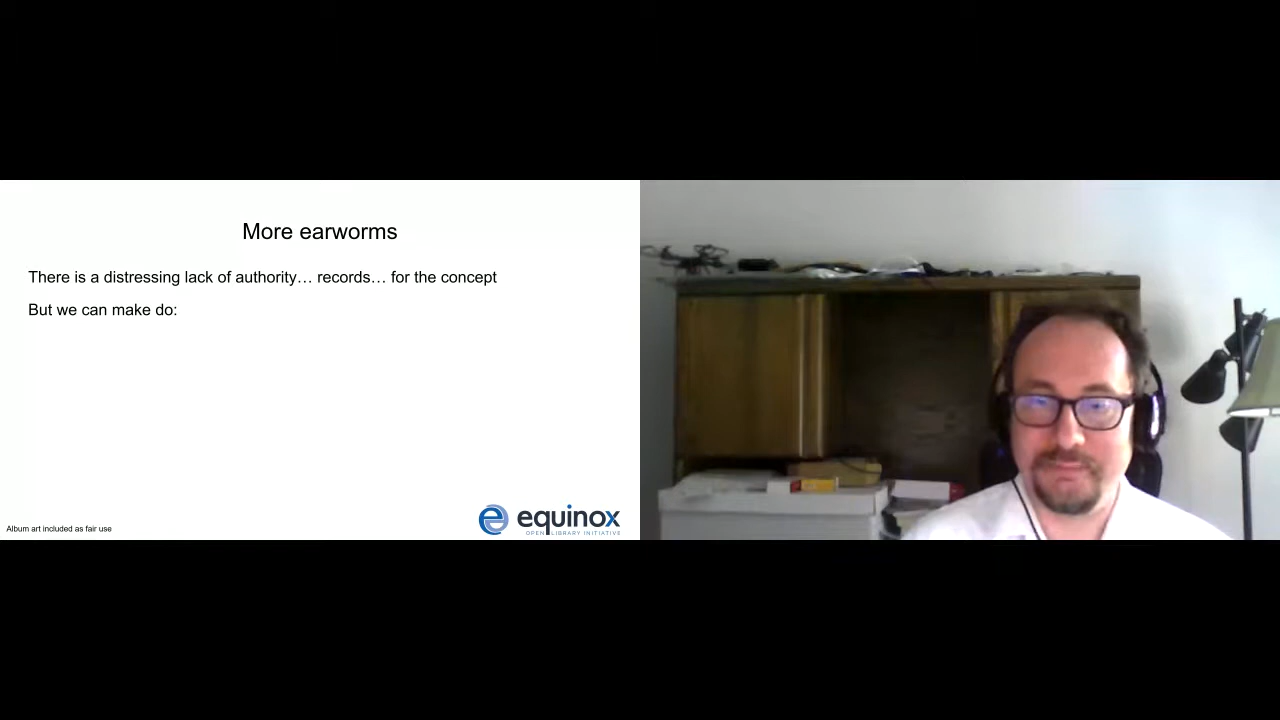 More earworms
There is a distressing lack of authority… records… for the concept
But we can make do:
Album art included as fair use
equinox
OPEN LIBRARY INITIATIVE